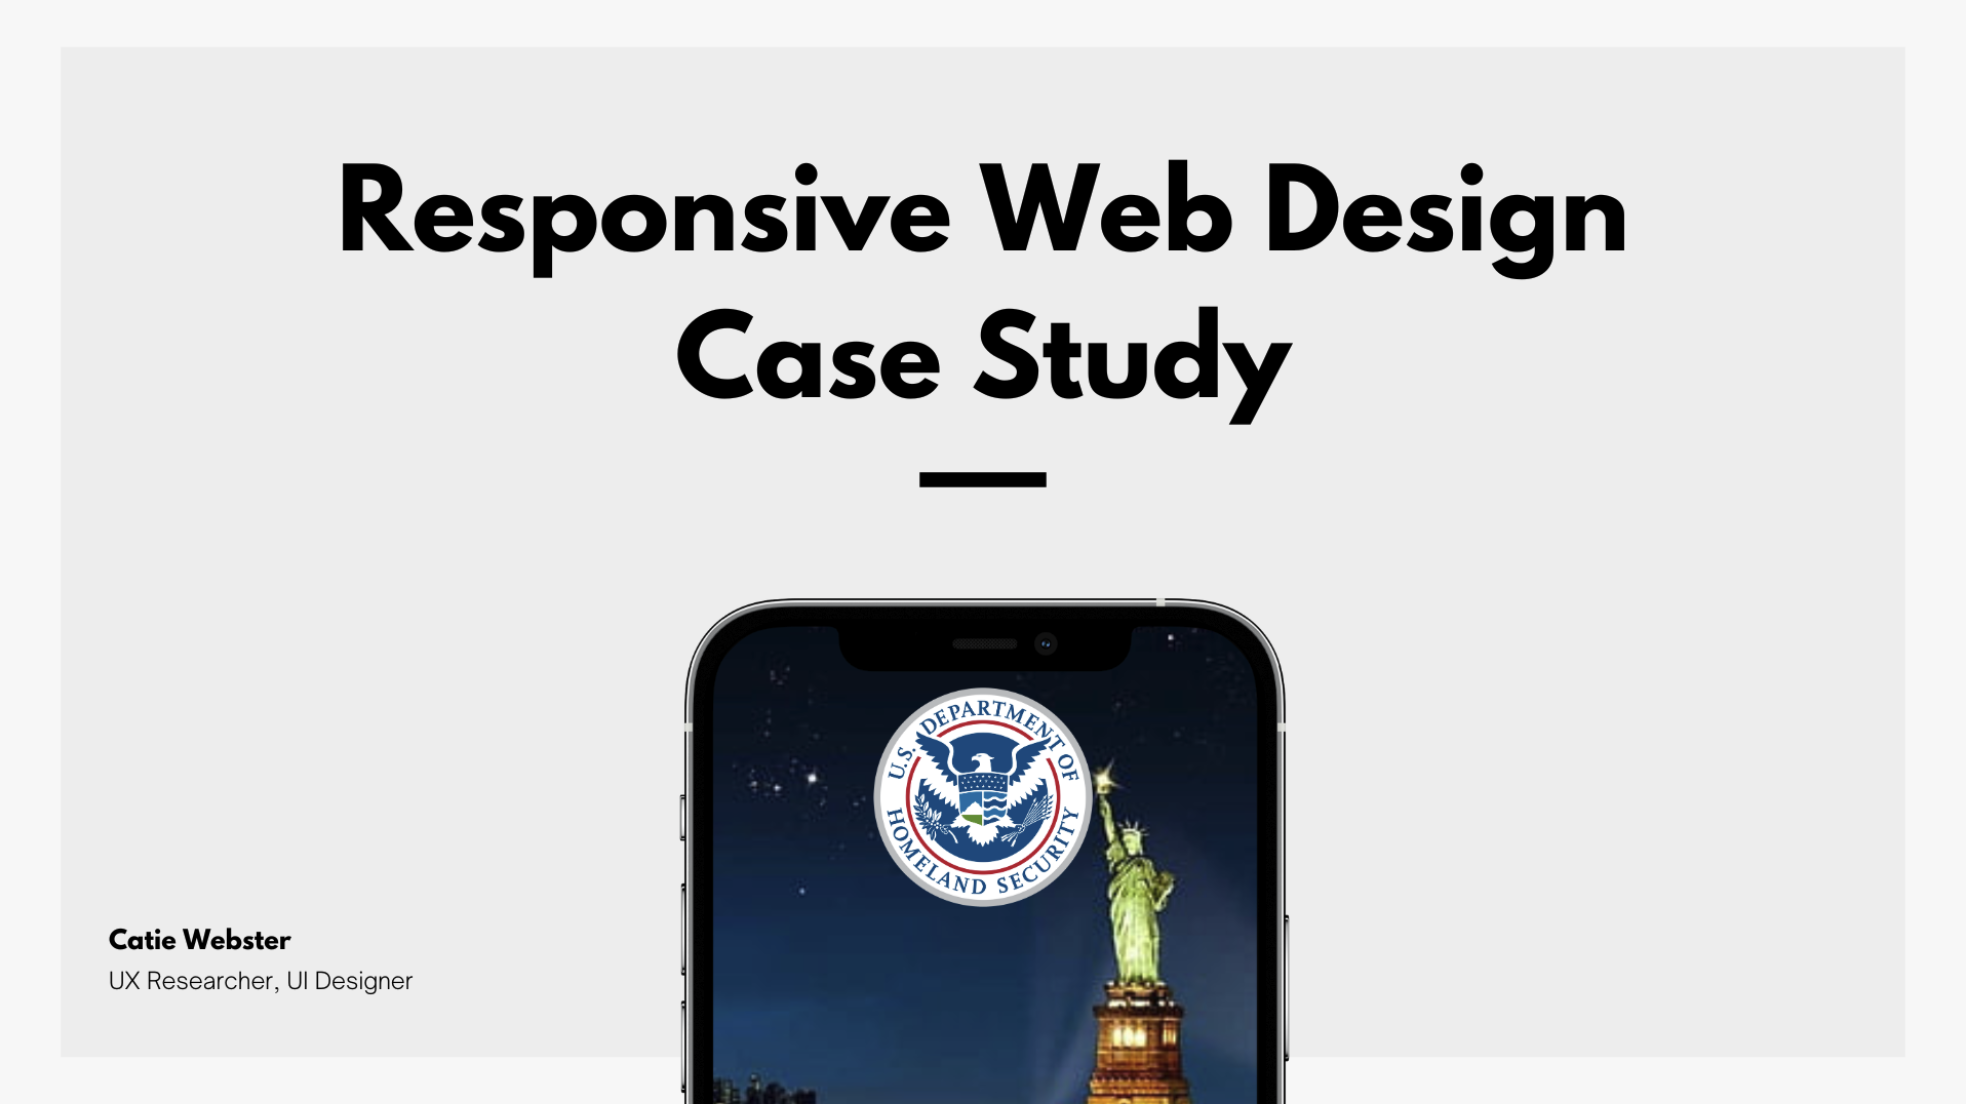 Responsive Web Design
Case Study
U.S. DEPARTMENT OF
HOMELAND SECURITY
Catie Webster
UX Researcher, UI Designer